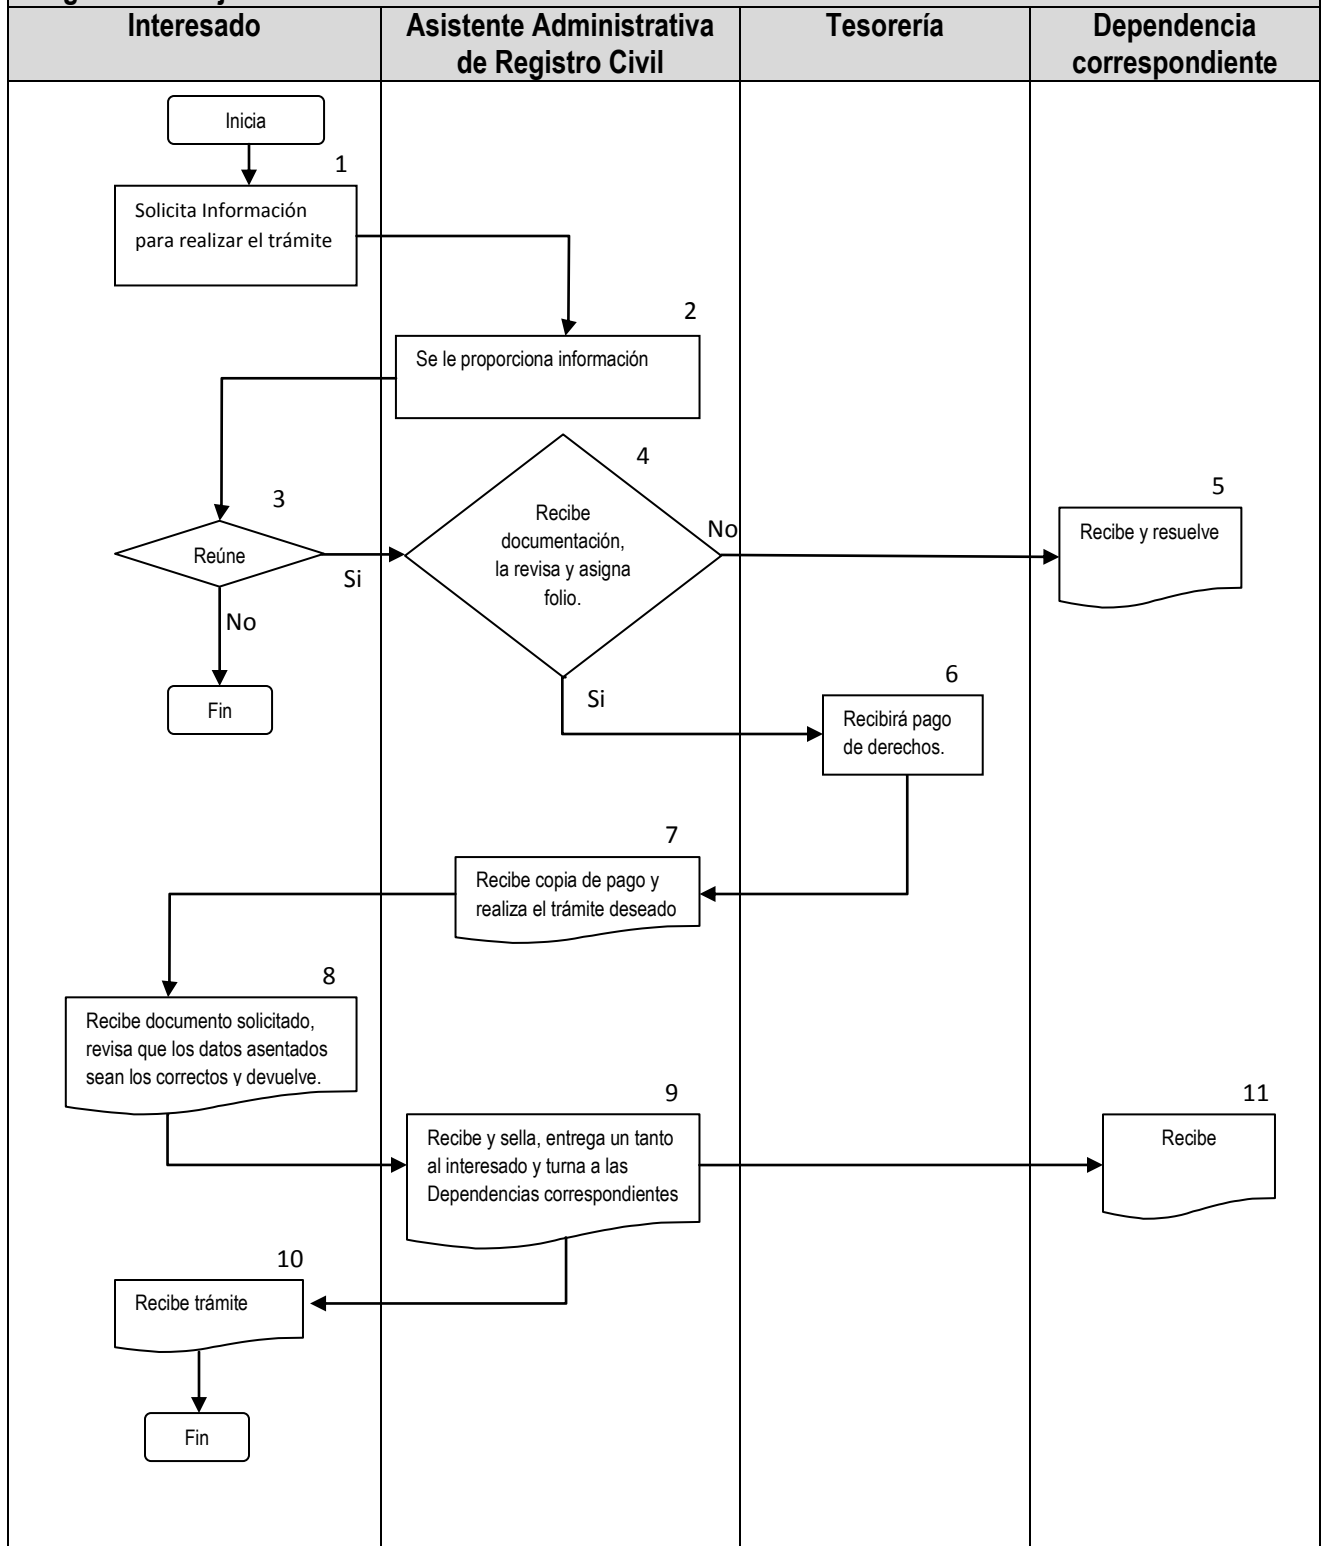 Interesado
Asistente Administrativa
de Registro Civil
Tesorería
Dependencia
correspondiente
Inicia
1
Solicita Información
para realizar el trámite
2
Se le proporciona información
3
Reúne
Si
No
Fin
4
Recibe
documentación,
la revisa y asigna
folio.
No
Si
5
Recibe y resuelve
6
Recibirá pago
de derechos.
7
Recibe copia de pago y
realiza el trámite deseado
8
Recibe documento solicitado,
revisa que los datos asentados
sean los correctos y devuelve.
9
Recibe y sella, entrega un tanto
al interesado y turna a las
Dependencias correspondientes
11
Recibe
10
Recibe trámite
Fin